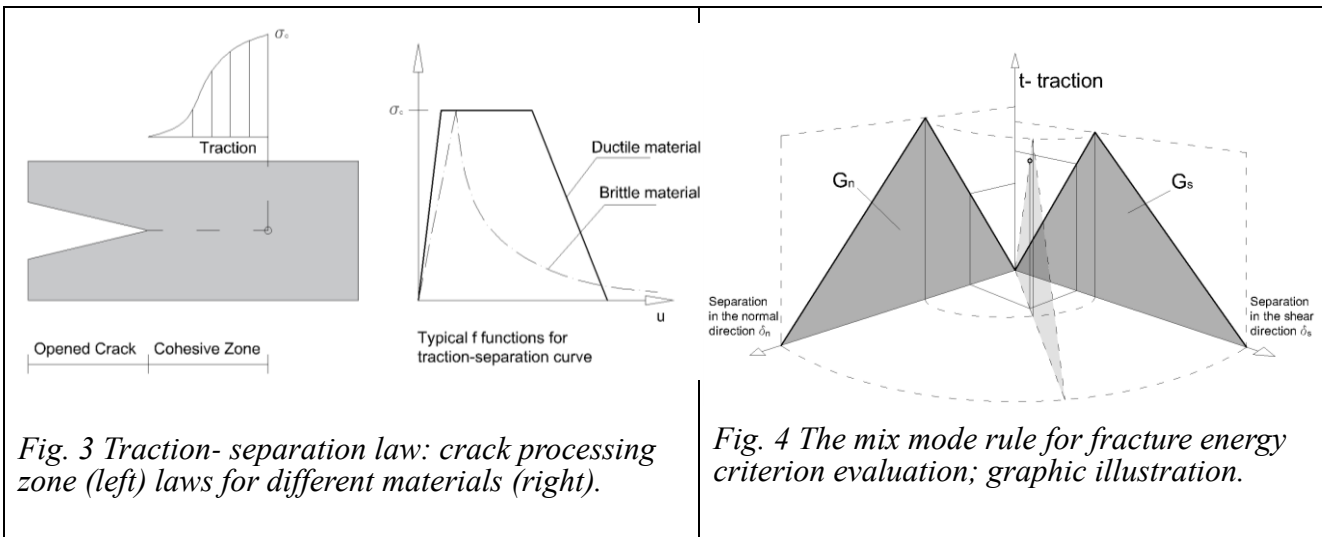 σc
Traction
Opened Crack
Cohesive Zone
σc
Ductile material
Brittle material
u
Typical f functions for
traction-separation curve
Fig. 3 Traction- separation law: crack processing
zone (left) laws for different materials (right).
t- traction
Gn
Gs
Separation
in the normal
direction δn
Separation
in the shear
direction δs
Fig. 4 The mix mode rule for fracture energy
criterion evaluation; graphic illustration.